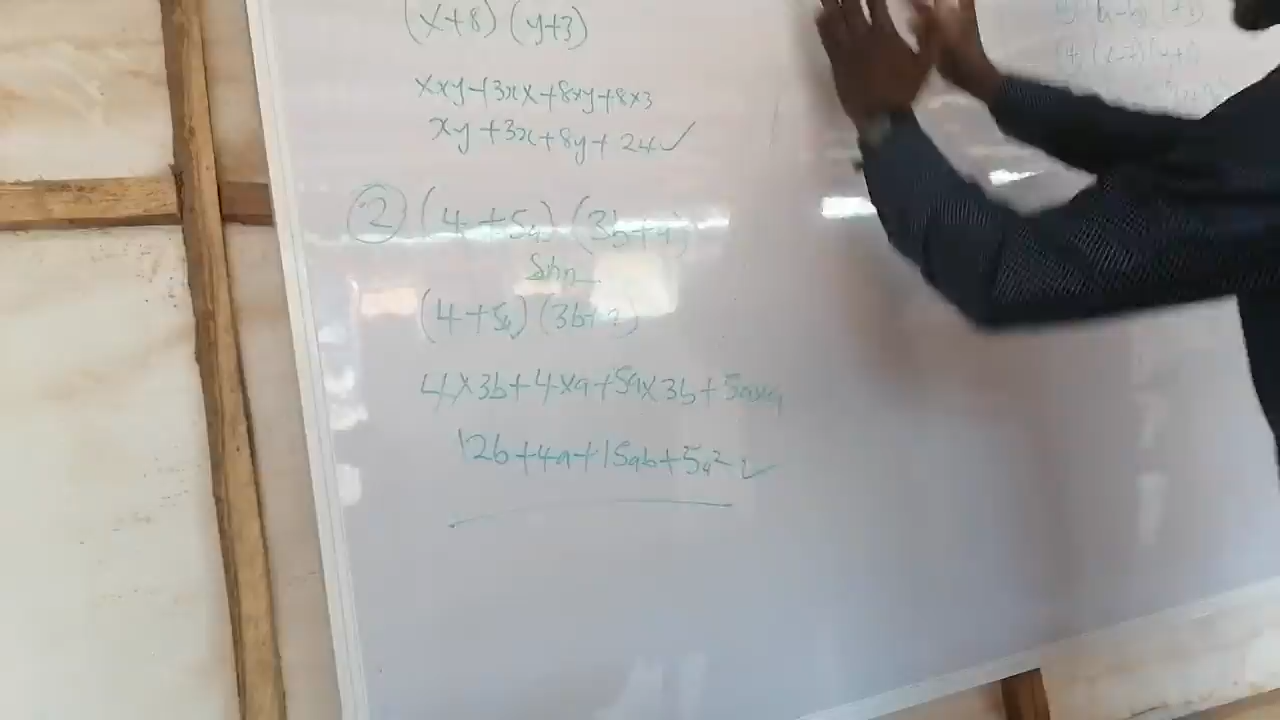 (x+8) (y+3)
x×y+3×x+8×y+8×3
xy+3x+8y+24✓
② (4+5a) (3b+a)
Soln
(4+5a) (3b+a)
4×3b+4×a+5a×3b+5a×a
12b+4a+15ab+5a²✓